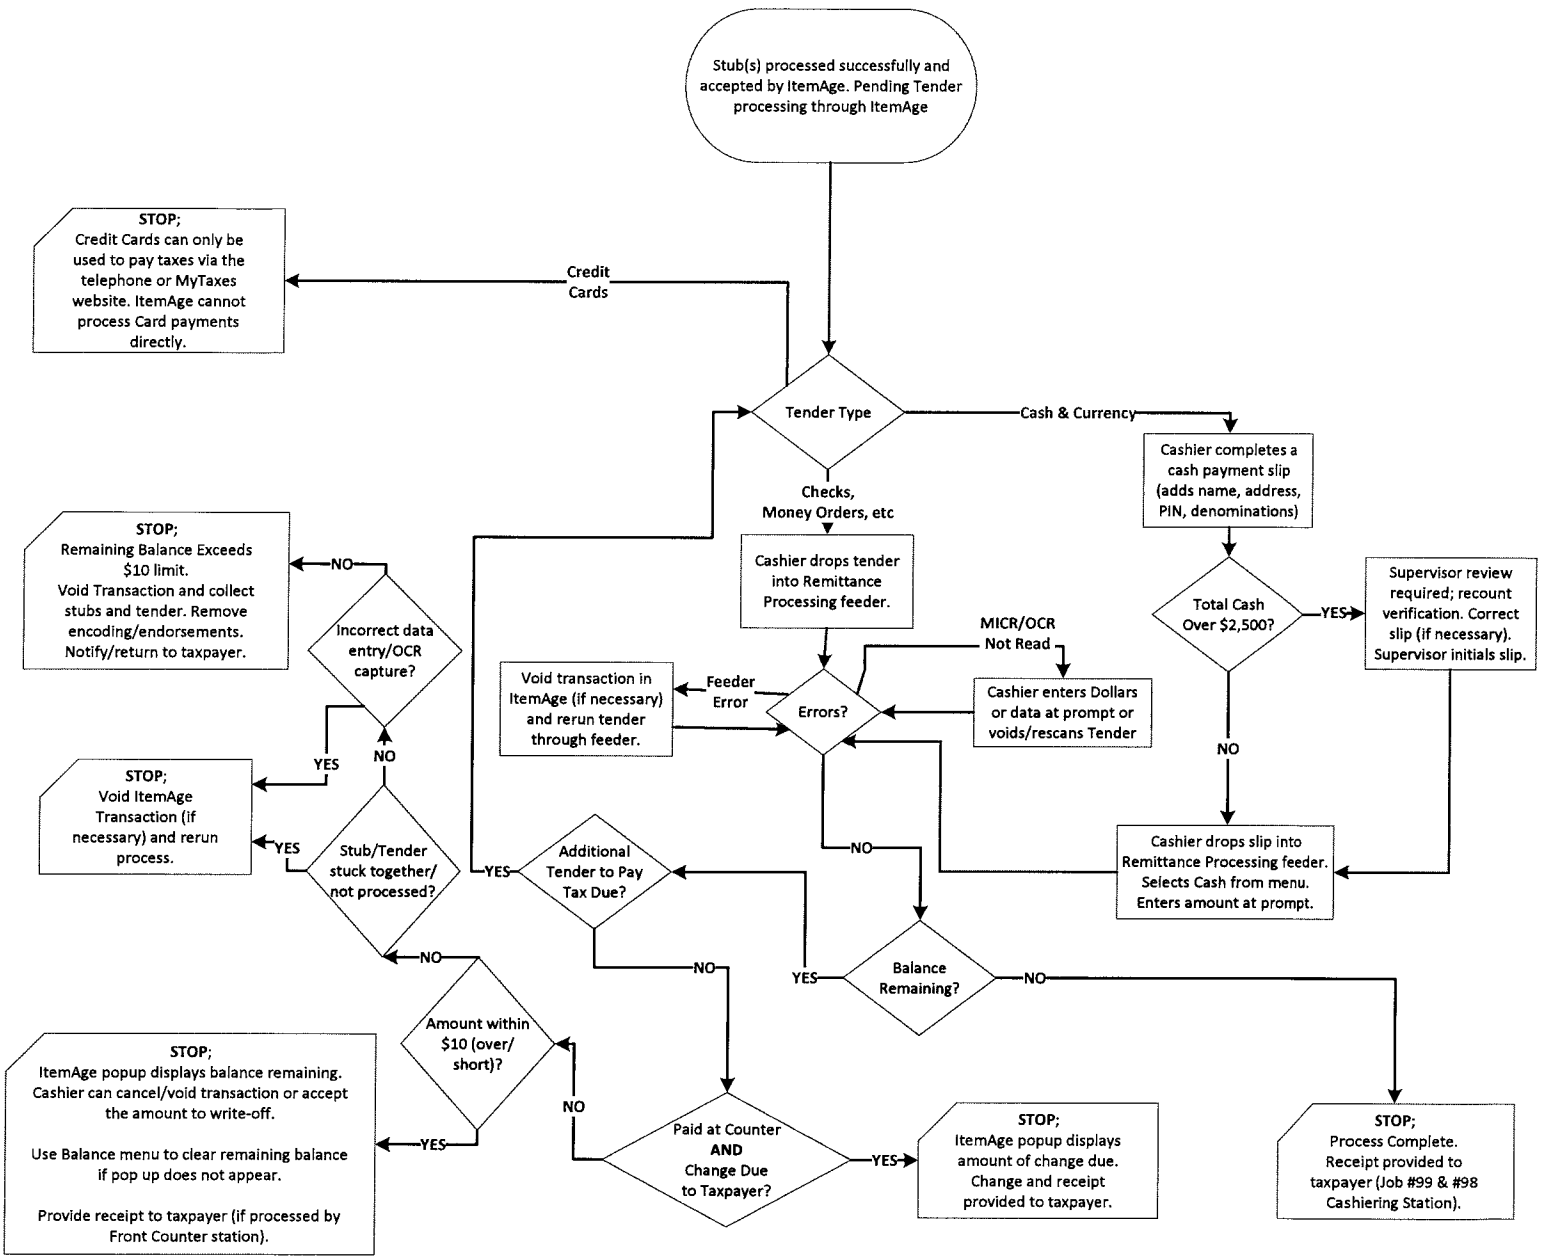 Stub(s) processed successfully and
accepted by ItemAge. Pending Tender
processing through ItemAge
STOP;
Credit Cards can only be
used to pay taxes via the
telephone or MyTaxes
website. ItemAge cannot
process Card payments
directly.
Credit
Cards
Tender Type
Cash & Currency
Cashier completes a
cash payment slip
(adds name, address,
PIN, denominations)
Checks,
Money Orders, etc
STOP;
Remaining Balance Exceeds
$10 limit.
Void Transaction and collect
stubs and tender. Remove
encoding/endorsements.
Notify/return to taxpayer.
NO
Cashier drops tender
into Remittance
Processing feeder.
Total Cash
Over $2,500?
YES
Supervisor review
required; recount
verification. Correct
slip (if necessary).
Supervisor initials slip.
Incorrect data
entry/OCR
capture?
MICR/OCR
Not Read
Void transaction in
ItemAge (if necessary)
and rerun tender
through feeder.
Feeder
Error
Errors?
Cashier enters Dollars
or data at prompt or
voids/rescans Tender
NO
YES
NO
STOP;
Void ItemAge
Transaction (if
necessary) and rerun
process.
YES
Stub/Tender
stuck together/
not processed?
YES
Additional
Tender to Pay
Tax Due?
NO
Cashier drops slip into
Remittance Processing feeder.
Selects Cash from menu.
Enters amount at prompt.
NO
NO
YES
Balance
Remaining?
NO
Amount within
$10 (over/
short)?
STOP;
ItemAge popup displays balance remaining.
Cashier can cancel/void transaction or accept
the amount to write-off.
Use Balance menu to clear remaining balance
if pop up does not appear.
Provide receipt to taxpayer (if processed by
Front Counter station).
YES
NO
Paid at Counter
AND
Change Due
to Taxpayer?
YES
STOP;
ItemAge popup displays
amount of change due.
Change and receipt
provided to taxpayer.
STOP;
Process Complete.
Receipt provided to
taxpayer (Job #99 & #98
Cashiering Station).